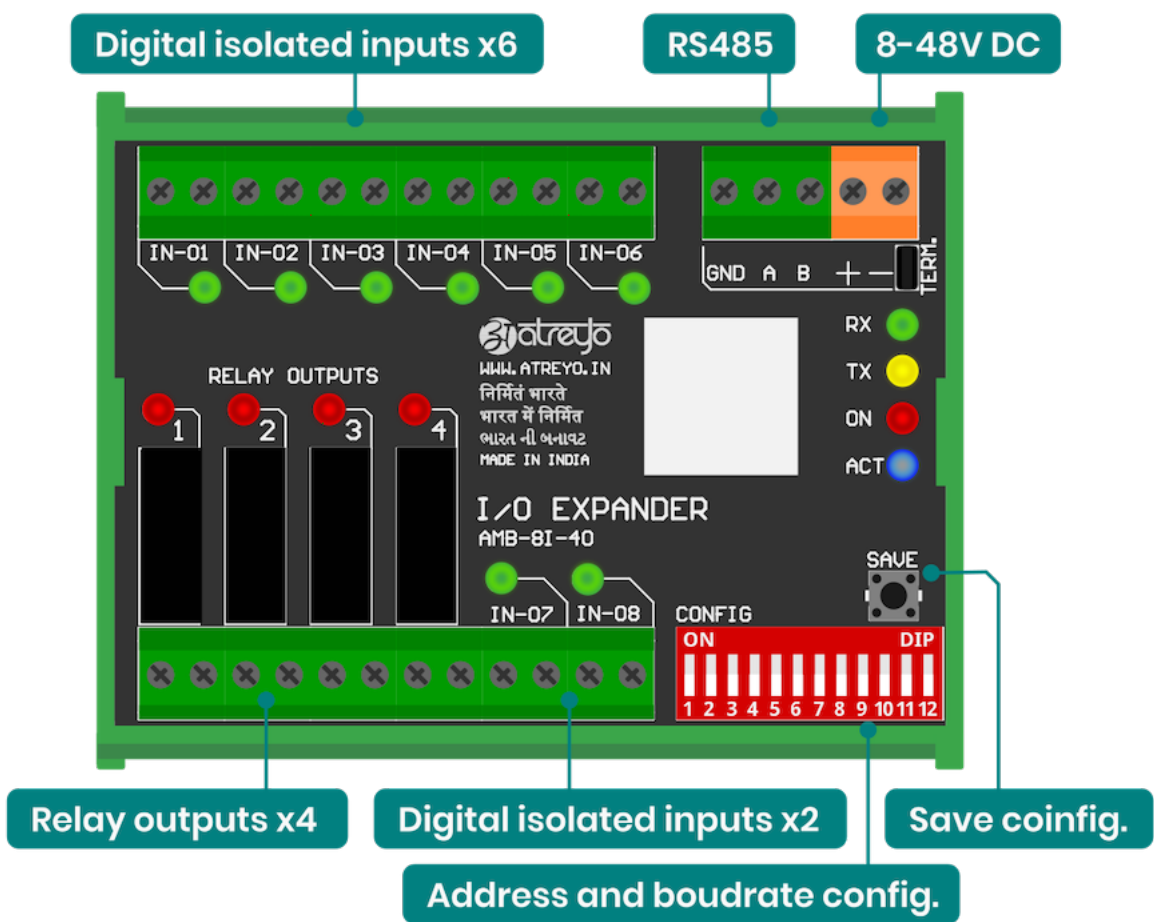 Digital isolated inputs x6
RS485
8-48V DC
IN-01 IN-02 IN-03 IN-04 IN-05 IN-06
GND A B + −
TERM.
RX
TX
ON
ACT
अatreyo
WWW.ATREYO.IN
निर्मितं भारते
भारत में निर्मित
ભારત ની બનાવટ
MADE IN INDIA
RELAY OUTPUTS
1 2 3 4
I/O EXPANDER
AMB-8I-4O
IN-07 IN-08
SAVE
CONFIG
ON DIP
1 2 3 4 5 6 7 8 9 10 11 12
Relay outputs x4
Digital isolated inputs x2
Save coinfig.
Address and boudrate config.